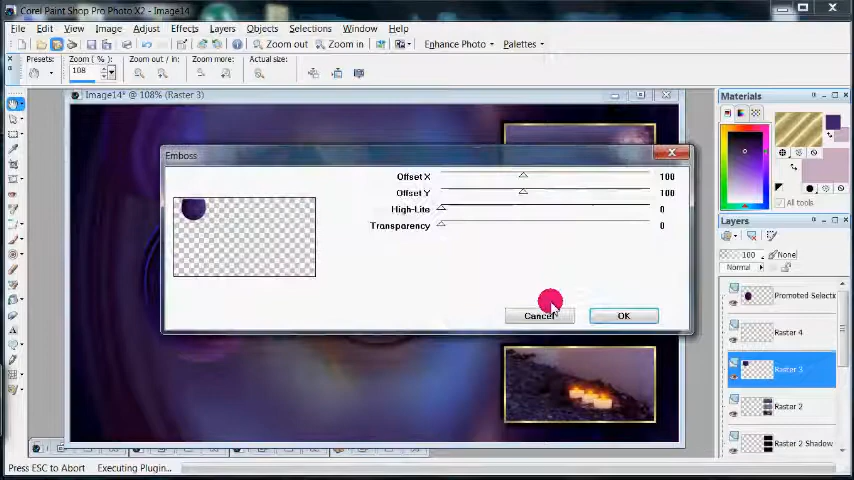 Corel Paint Shop Pro Photo X2 - Image14
File Edit View Image Adjust Effects Layers Objects Selections Window Help
Zoom out Zoom in Enhance Photo Palettes
Presets: Zoom ( % ): Zoom out / in: Zoom more: Actual size:
108
Materials
Image14* @ 108% (Raster 3)
Emboss
Offset X 100
Offset Y 100
High-Lite 0
Transparency 0
Cancel OK
All tools
Layers
None
100
Normal
Promoted Selecti
Raster 4
Raster 3
Raster 2
Raster 2 Shadow
Press ESC to Abort Executing Plugin...